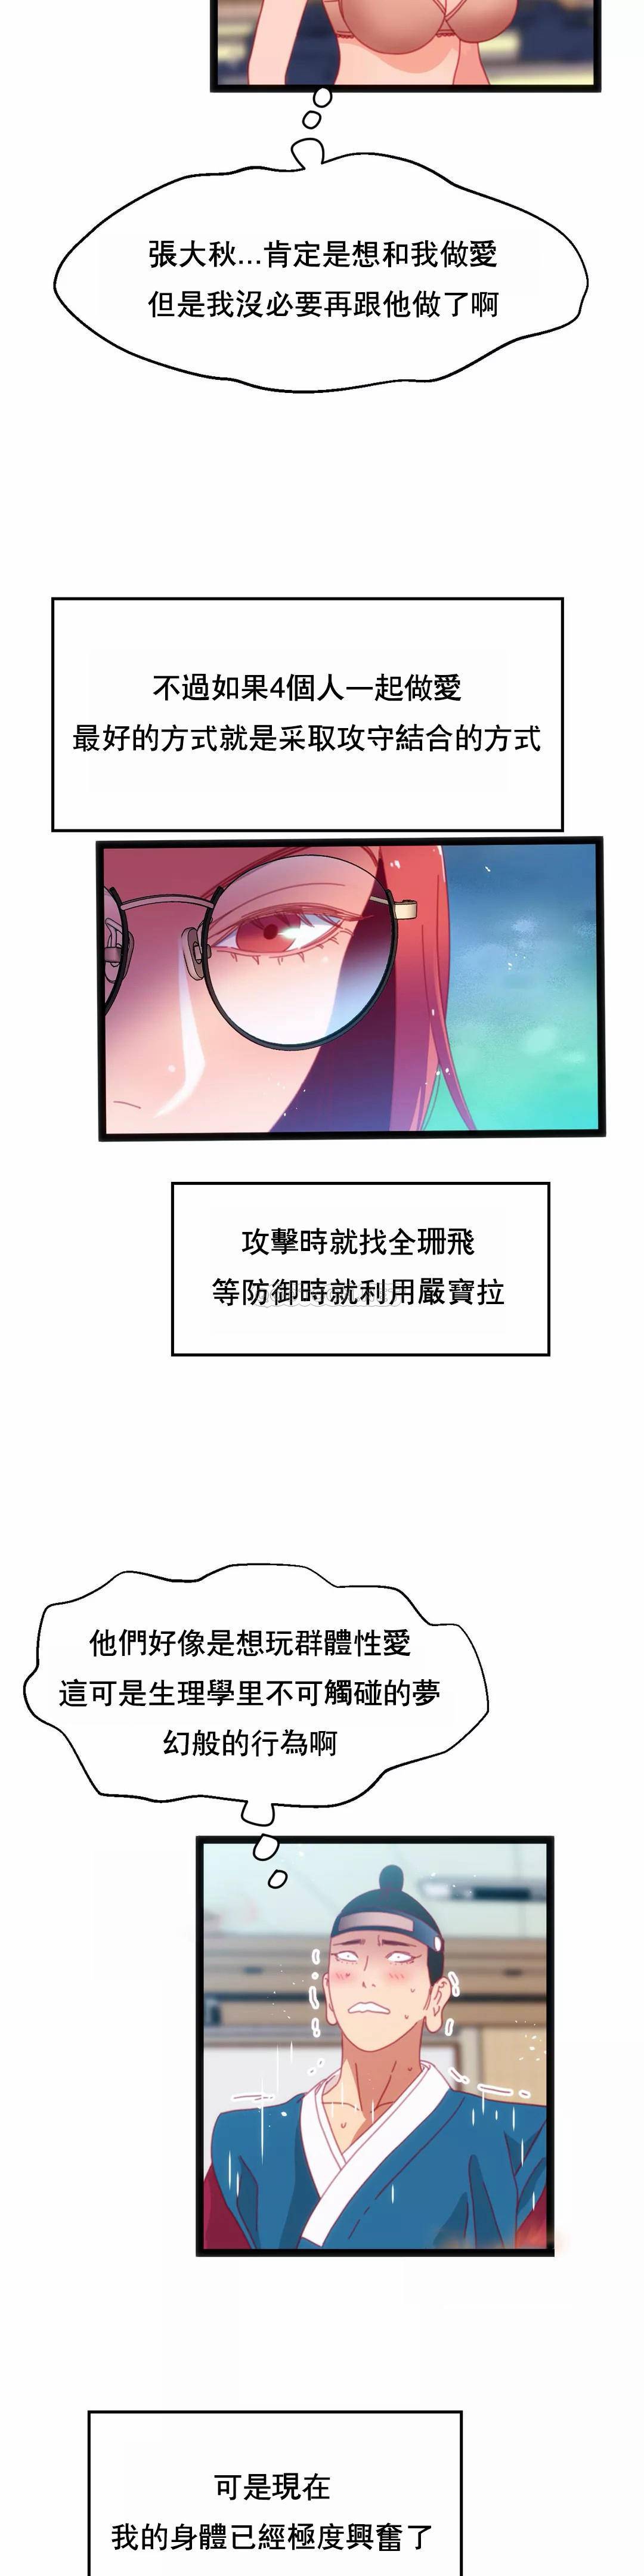 張大秋...肯定是想和我做愛
但是我沒必要再跟他做了啊
不過如果4個人一起做愛
最好的方式就是采取攻守結合的方式
攻擊時就找全珊飛
等防御時就利用嚴寶拉
他們好像是想玩群體性愛
這可是生理學里不可觸碰的夢
幻般的行為啊
可是現在
我的身體已經極度興奮了